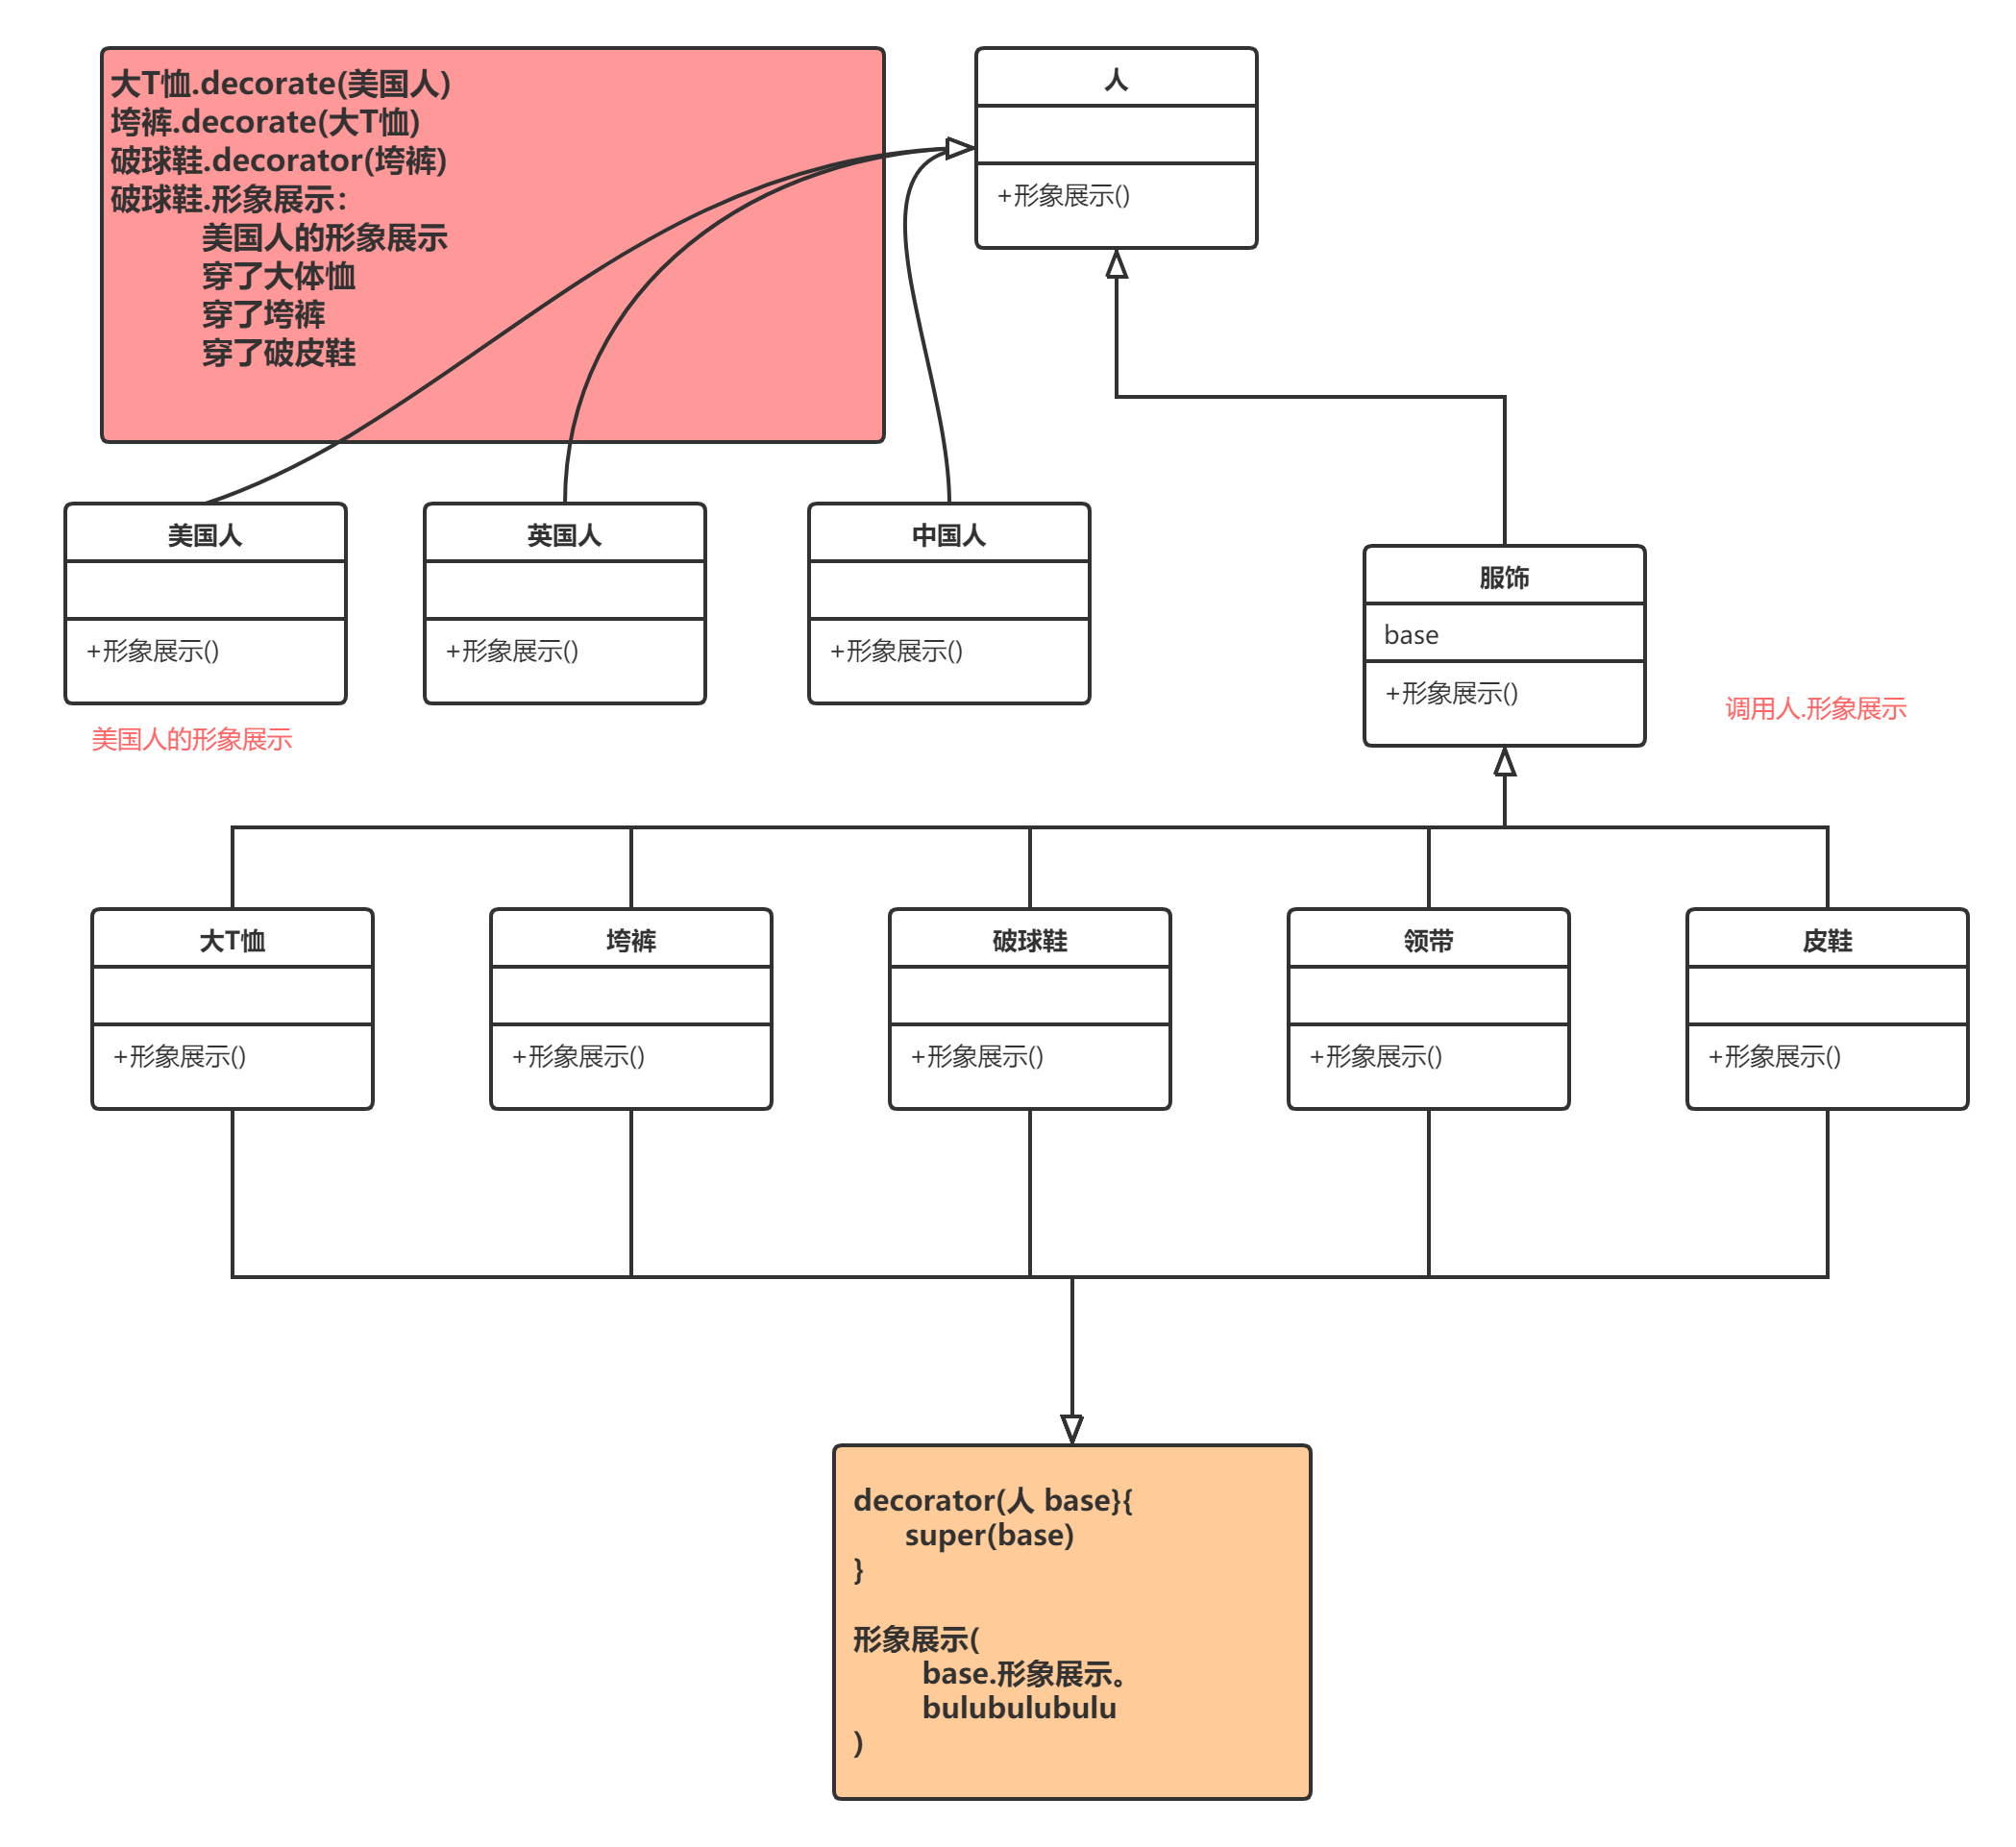 大T恤.decorate(美国人)
垮裤.decorate(大T恤)
破球鞋.decorator(垮裤)
破球鞋.形象展示：
美国人的形象展示
穿了大体恤
穿了垮裤
穿了破皮鞋
人
+形象展示()
美国人
+形象展示()
英国人
+形象展示()
中国人
+形象展示()
服饰
base
+形象展示()
美国人的形象展示
调用人.形象展示
大T恤
+形象展示()
垮裤
+形象展示()
破球鞋
+形象展示()
领带
+形象展示()
皮鞋
+形象展示()
decorator(人 base}{
super(base)
}
形象展示(
base.形象展示。
bulubulubulu
)